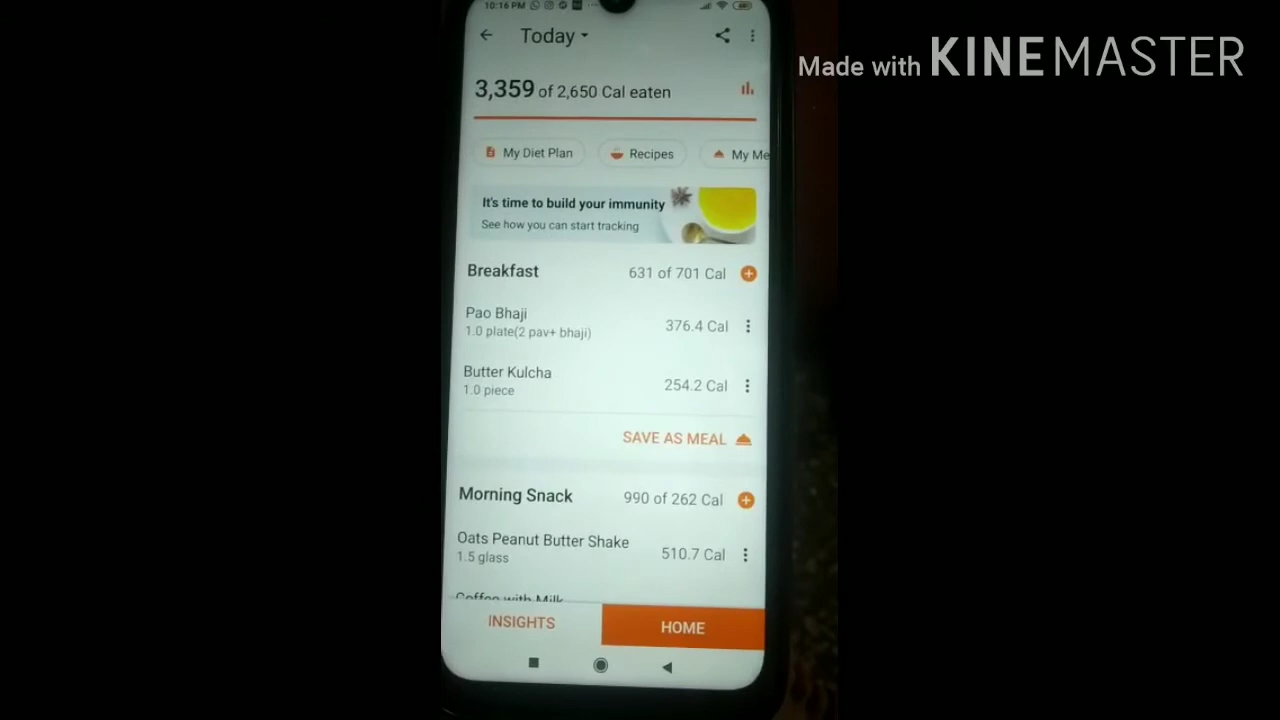 10:16 PM
Today
Made with KINEMASTER
3,359 of 2,650 Cal eaten
My Diet Plan Recipes My Me
It's time to build your immunity
See how you can start tracking
Breakfast 631 of 701 Cal
Pao Bhaji 376.4 Cal
1.0 plate(2 pav+ bhaji)
Butter Kulcha 254.2 Cal
1.0 piece
SAVE AS MEAL
Morning Snack 990 of 262 Cal
Oats Peanut Butter Shake 510.7 Cal
1.5 glass
Coffee with Milk
INSIGHTS HOME